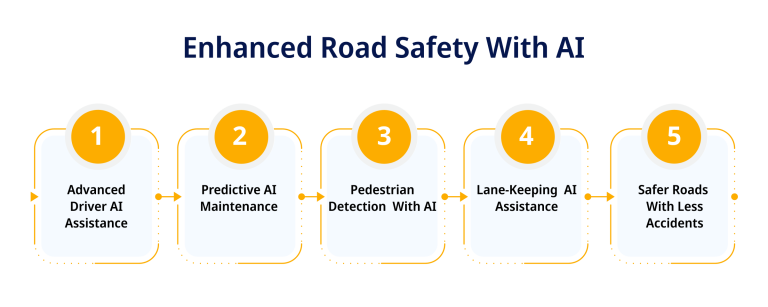 Enhanced Road Safety With AI
1
Advanced
Driver AI
Assistance
2
Predictive AI
Maintenance
3
Pedestrian
Detection With AI
4
Lane-Keeping AI
Assistance
5
Safer Roads
With Less
Accidents